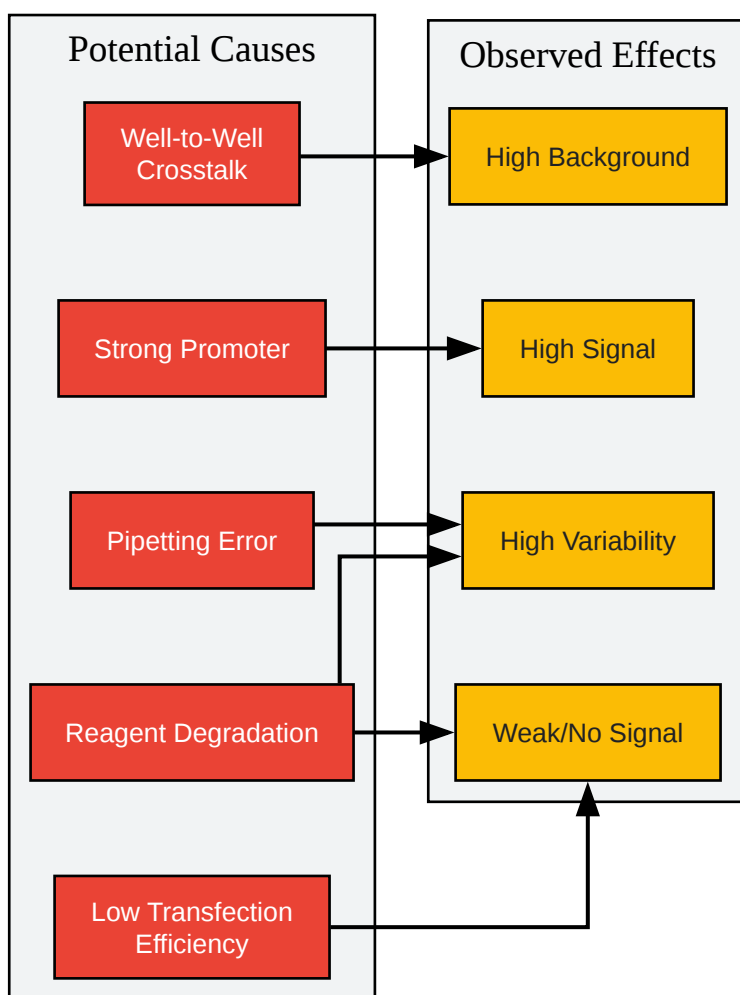 Potential Causes
Well-to-Well
Crosstalk
Strong Promoter
Pipetting Error
Reagent Degradation
Low Transfection
Efficiency
Observed Effects
High Background
High Signal
High Variability
Weak/No Signal